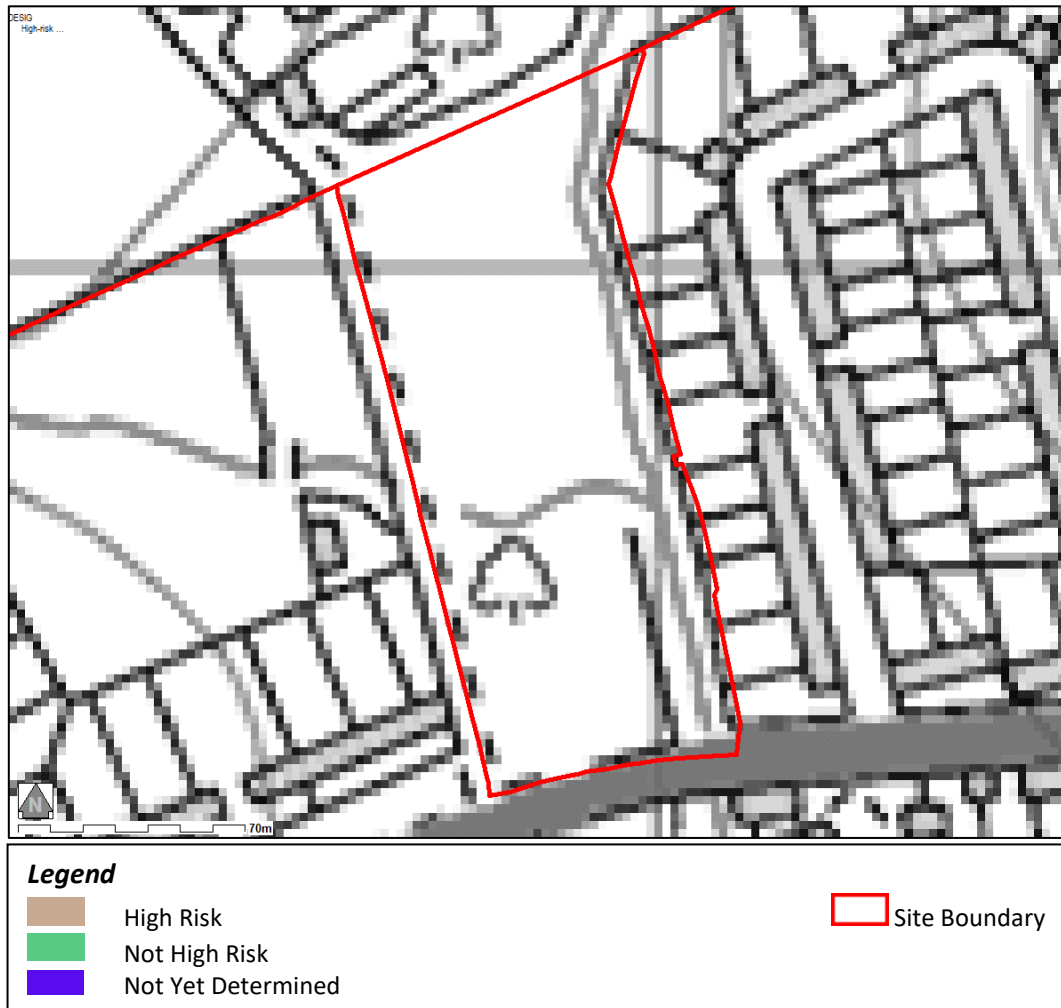 DESIG
High-risk ...
N
70m
Legend
High Risk
Site Boundary
Not High Risk
Not Yet Determined